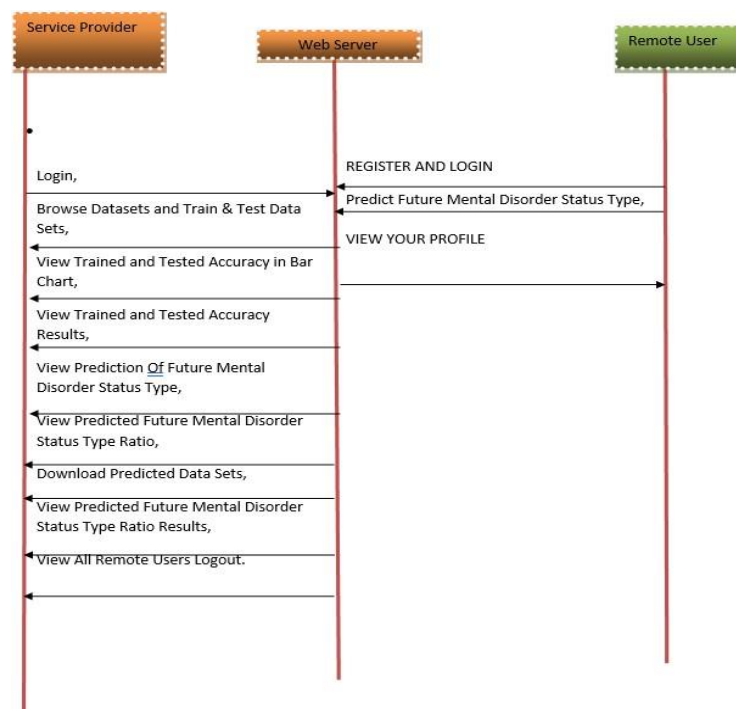 Service Provider
Web Server
Remote User
Login,
Browse Datasets and Train & Test Data
Sets,
View Trained and Tested Accuracy in Bar
Chart,
View Trained and Tested Accuracy
Results,
View Prediction Of Future Mental
Disorder Status Type,
View Predicted Future Mental Disorder
Status Type Ratio,
Download Predicted Data Sets,
View Predicted Future Mental Disorder
Status Type Ratio Results,
View All Remote Users Logout.
REGISTER AND LOGIN
Predict Future Mental Disorder Status Type,
VIEW YOUR PROFILE